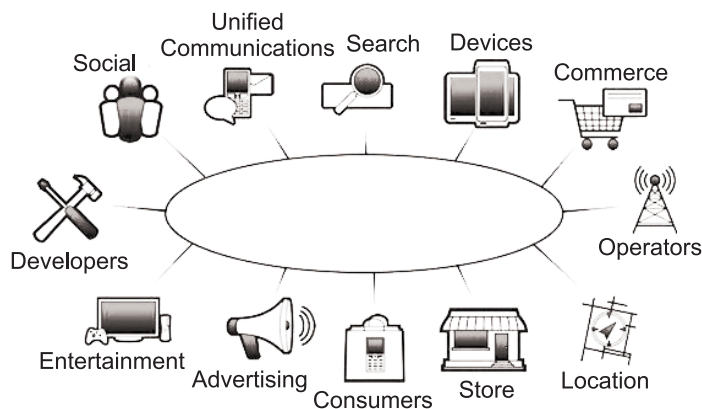 Unified
Communications
Search
Devices
Social
Commerce
Developers
Operators
Entertainment
Advertising
Consumers
Store
Location